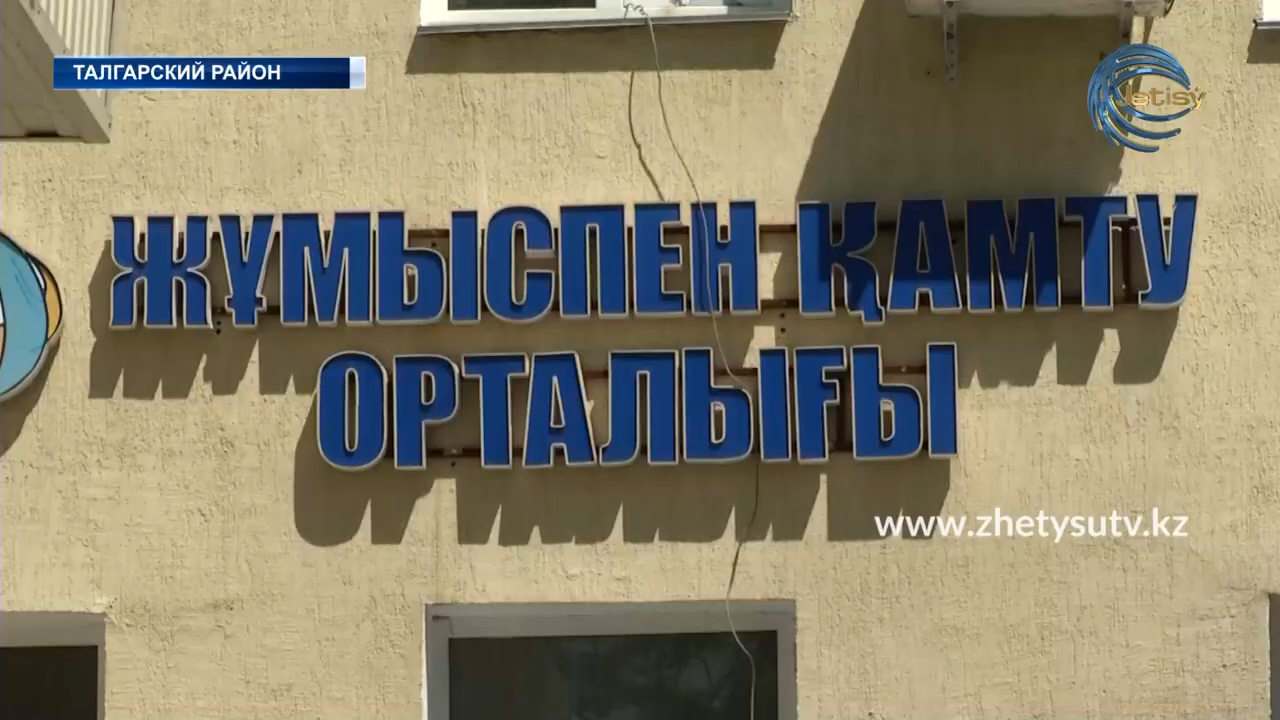 ТАЛГАРСКИЙ РАЙОН
Jetisý
ЖҰМЫСПЕН ҚАМТУ
ОРТАЛЫҒЫ
www.zhetysutv.kz